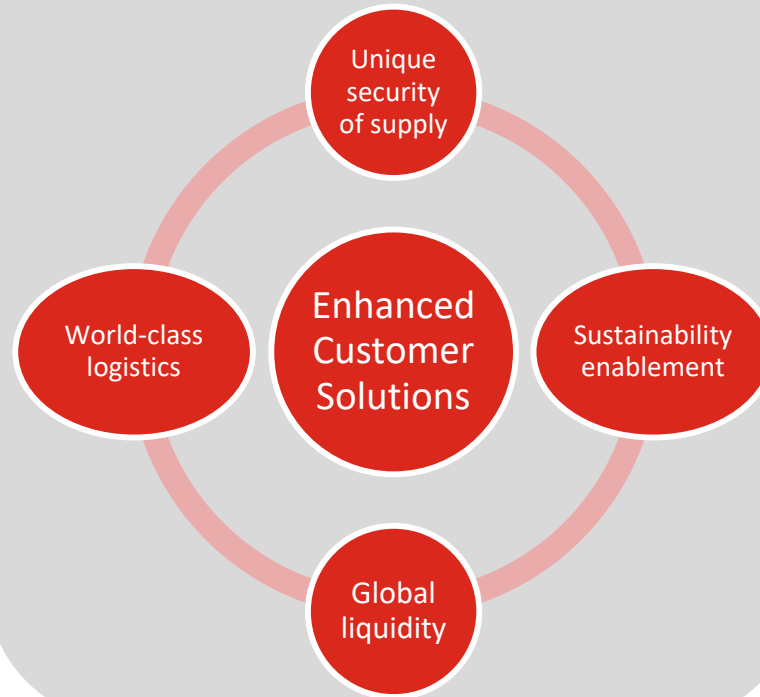 Unique
security
of supply
World-class
logistics
Enhanced
Customer
Solutions
Sustainability
enablement
Global
liquidity